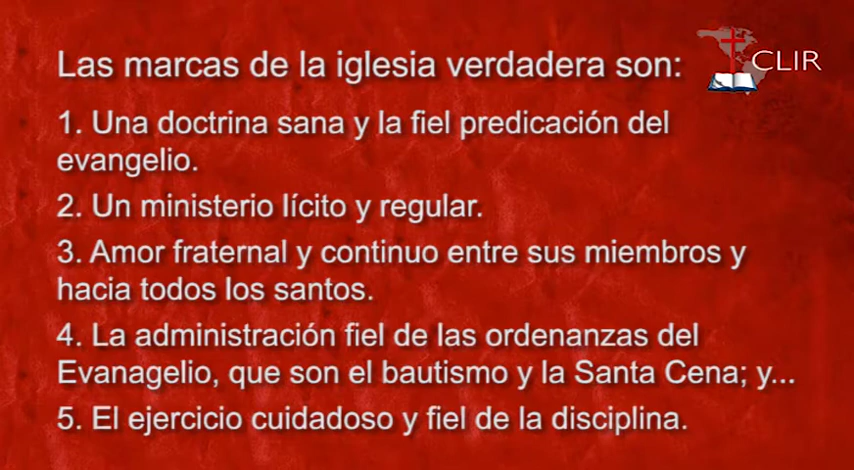 Las marcas de la iglesia verdadera son:
CLIR
1. Una doctrina sana y la fiel predicación del
evangelio.
2. Un ministerio lícito y regular.
3. Amor fraternal y continuo entre sus miembros y
hacia todos los santos.
4. La administración fiel de las ordenanzas del
Evanagelio, que son el bautismo y la Santa Cena; y...
5. El ejercicio cuidadoso y fiel de la disciplina.